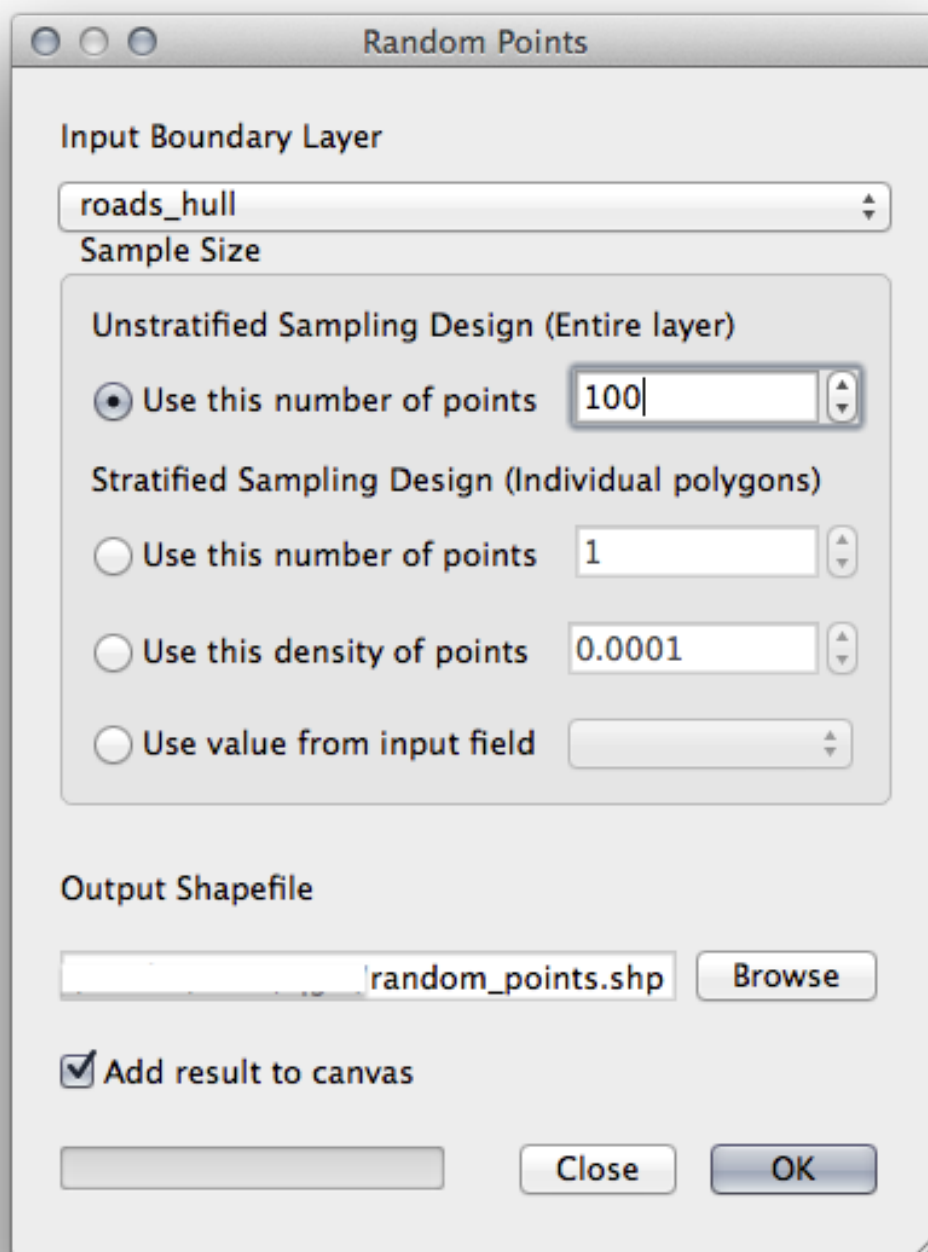 Random Points
Input Boundary Layer
roads_hull
Sample Size
Unstratified Sampling Design (Entire layer)
Use this number of points 100
Stratified Sampling Design (Individual polygons)
Use this number of points 1
Use this density of points 0.0001
Use value from input field
Output Shapefile
/random_points.shp Browse
Add result to canvas
Close OK